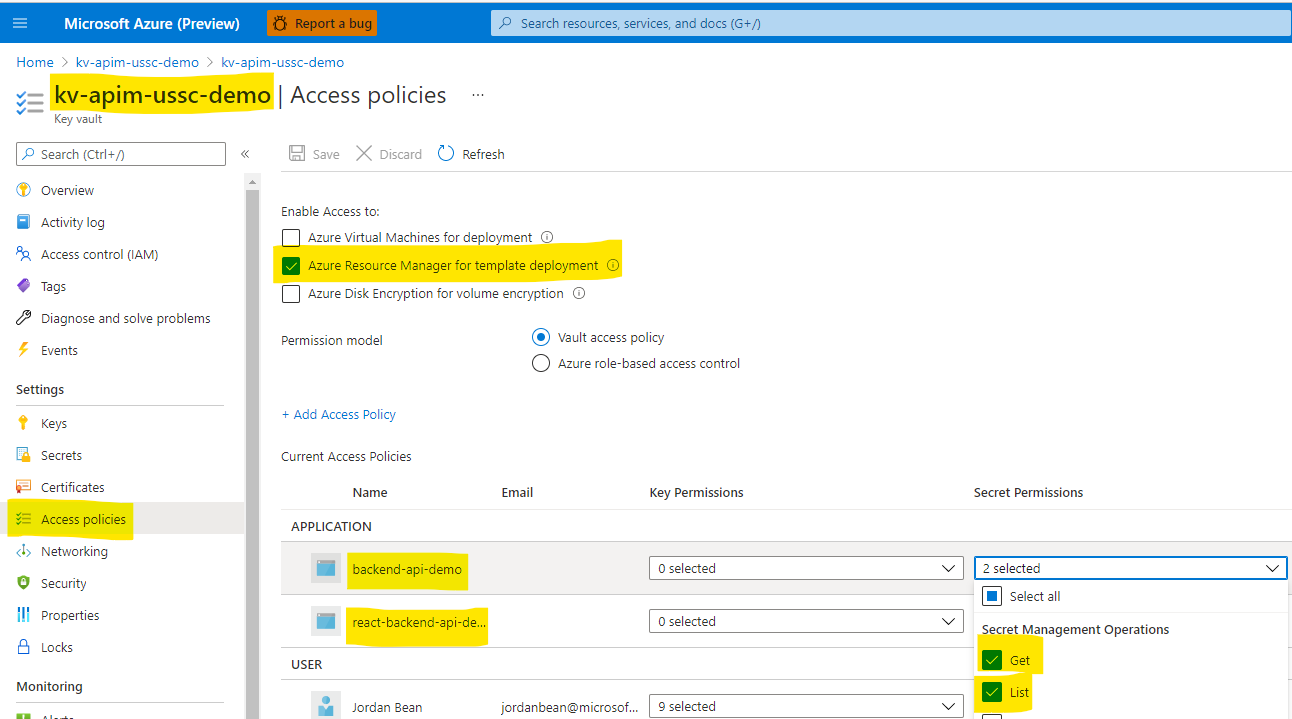 Microsoft Azure (Preview)
Report a bug
Search resources, services, and docs (G+/)
Home > kv-apim-ussc-demo > kv-apim-ussc-demo
kv-apim-ussc-demo | Access policies ...
Key vault
Search (Ctrl+/)
«
Overview
Activity log
Access control (IAM)
Tags
Diagnose and solve problems
Events
Settings
Keys
Secrets
Certificates
Access policies
Networking
Security
Properties
Locks
Monitoring
Alerts
Save
Discard
Refresh
Enable Access to:
Azure Virtual Machines for deployment
Azure Resource Manager for template deployment
Azure Disk Encryption for volume encryption
Permission model
Vault access policy
Azure role-based access control
+ Add Access Policy
Current Access Policies
Name Email Key Permissions Secret Permissions
APPLICATION
backend-api-demo 0 selected 2 selected
Select all
react-backend-api-de... 0 selected
Secret Management Operations
Get
List
USER
Jordan Bean jordanbean@microsof... 9 selected